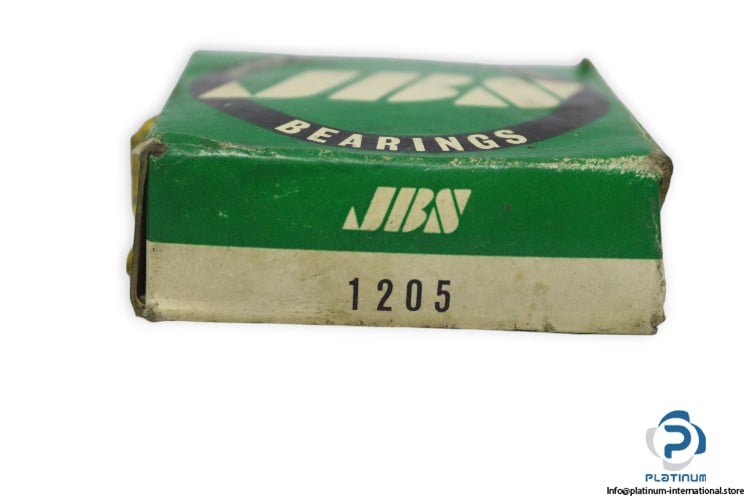 JBS
BEARINGS
JBS
1205
PLATINUM
Info@platinum-international.store